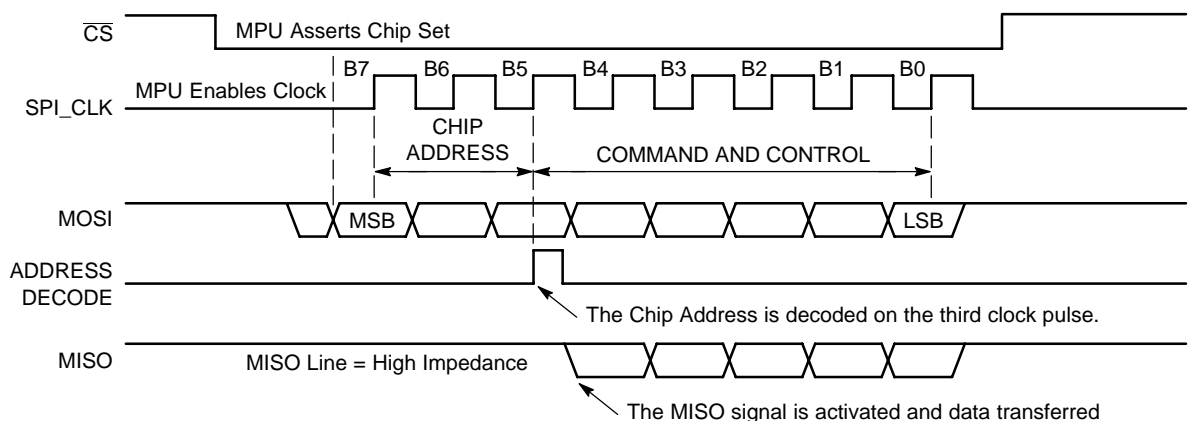 CS
MPU Asserts Chip Set
B7 B6 B5 B4 B3 B2 B1 B0
MPU Enables Clock
SPI_CLK
CHIP
ADDRESS
COMMAND AND CONTROL
MOSI
MSB
LSB
ADDRESS
DECODE
The Chip Address is decoded on the third clock pulse.
MISO
MISO Line = High Impedance
The MISO signal is activated and data transferred